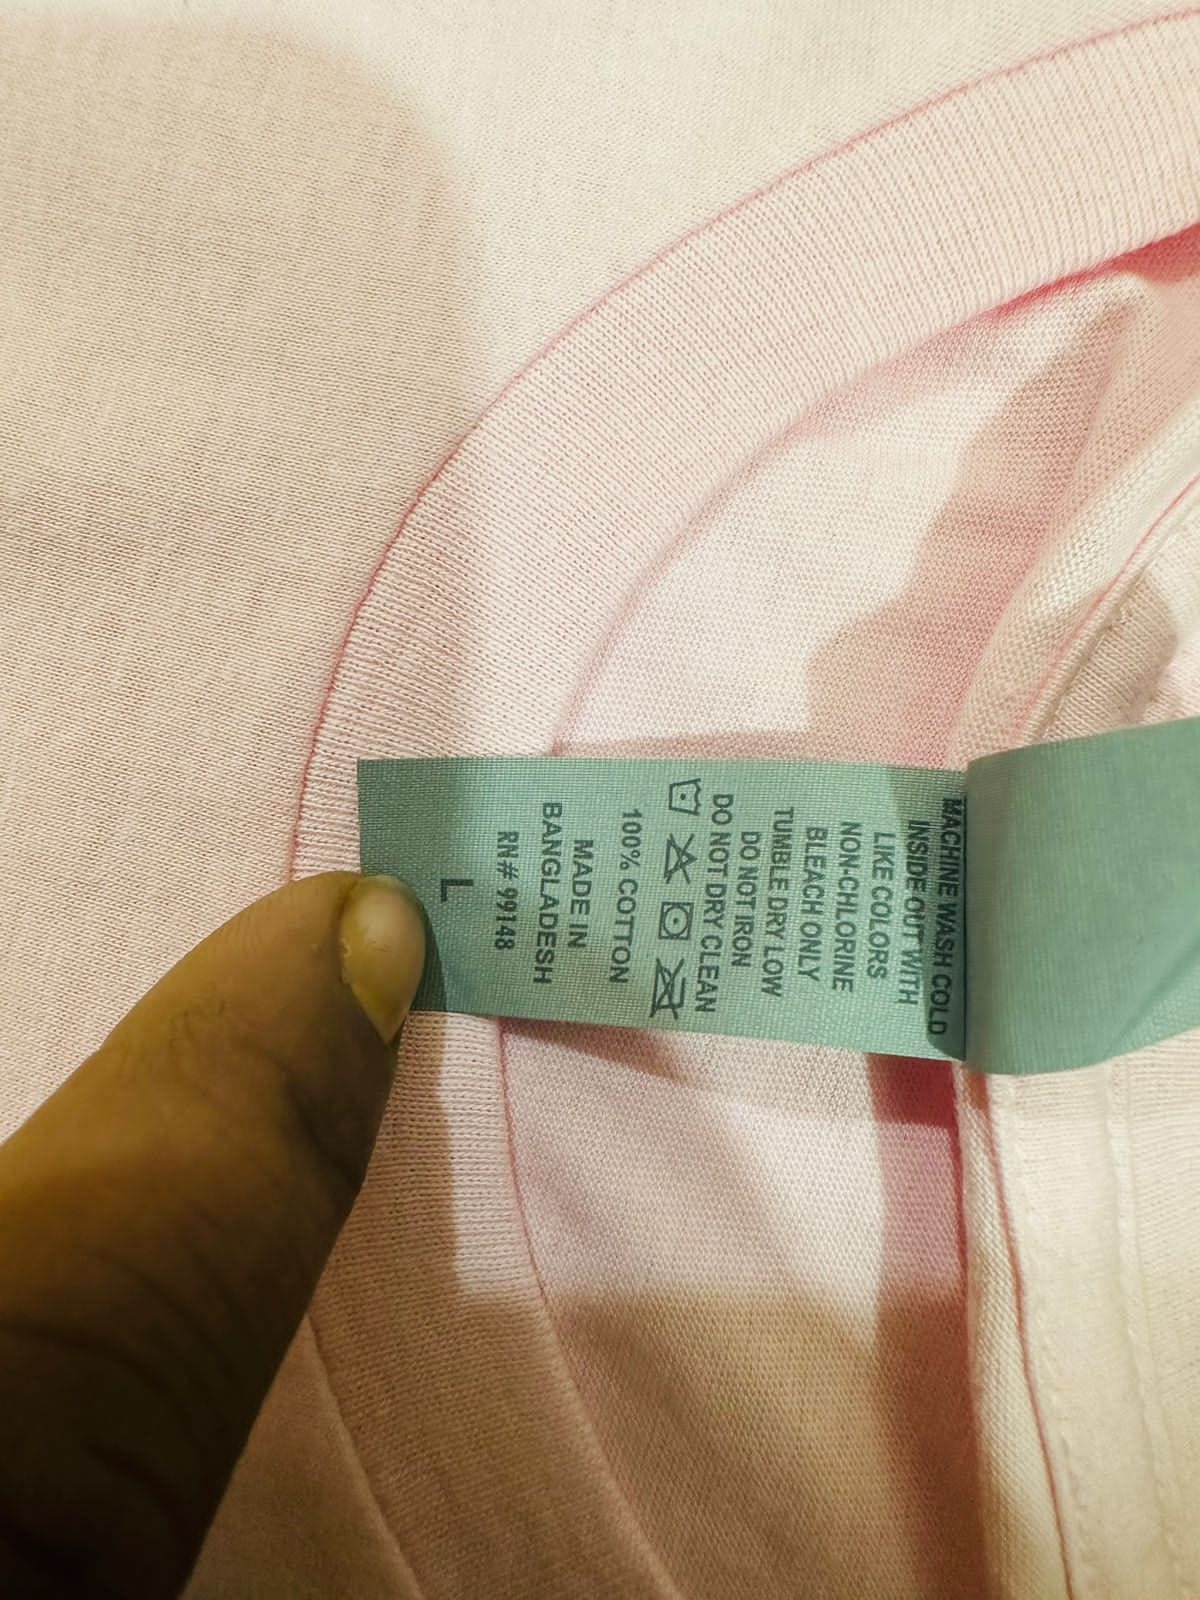 MACHINE WASH COLD
INSIDE OUT WITH
LIKE COLORS
NON-CHLORINE
BLEACH ONLY
TUMBLE DRY LOW
DO NOT IRON
DO NOT DRY CLEAN
100% COTTON
MADE IN
BANGLADESH
RN# 99148
L